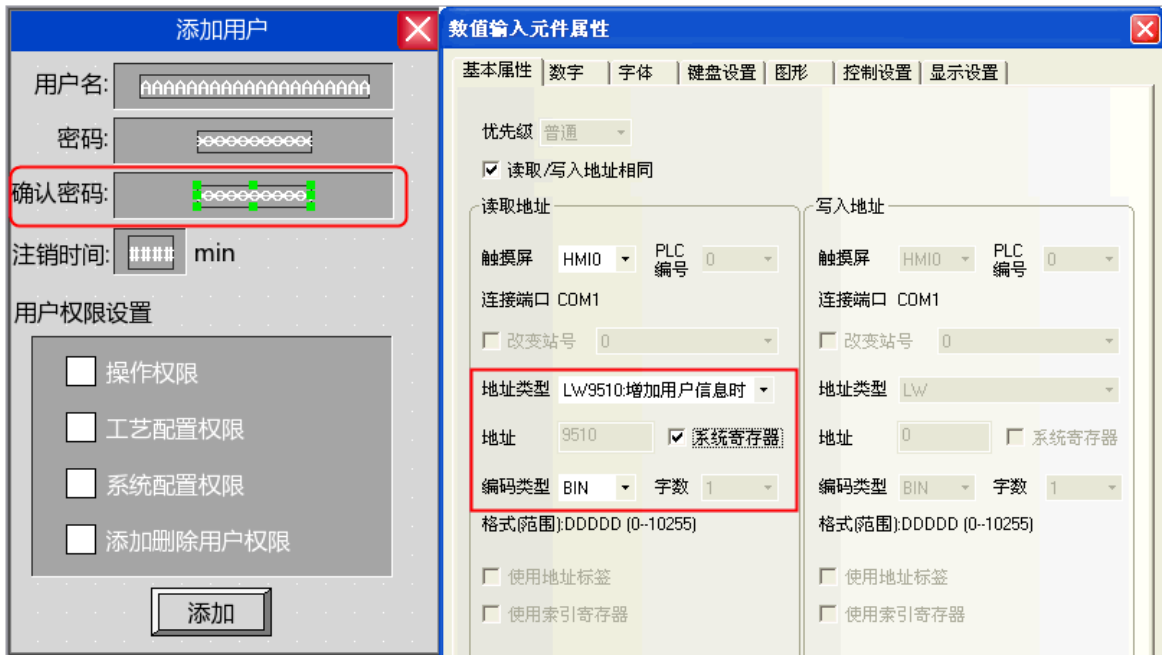 添加用户
用户名: AAAAAAAAAAAAAAAAAAAA
密码:
确认密码:
注销时间: #### min
用户权限设置
操作权限
工艺配置权限
系统配置权限
添加删除用户权限
添加
数值输入元件属性
基本属性 数字 字体 键盘设置 图形 控制设置 显示设置
优先级 普通
读取/写入地址相同
读取地址
触摸屏 HMI0 PLC编号 0
连接端口 COM1
改变站号 0
地址类型 LW9510:增加用户信息时
地址 9510 系统寄存器
编码类型 BIN 字数 1
格式(范围):DDDDD (0--10255)
使用地址标签
使用索引寄存器
写入地址
触摸屏 HMI0 PLC编号 0
连接端口 COM1
改变站号 0
地址类型 LW
地址 0 系统寄存器
编码类型 BIN 字数 1
格式(范围):DDDDD (0--10255)
使用地址标签
使用索引寄存器